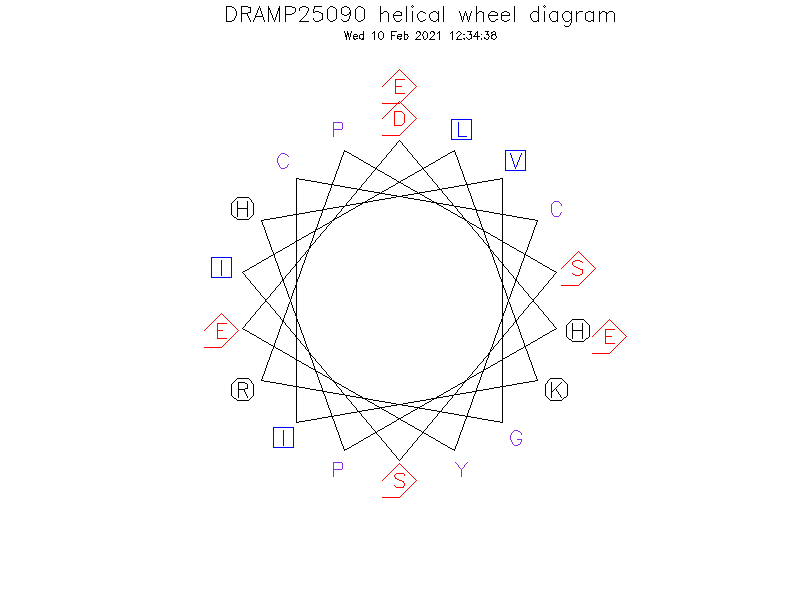 DRAMP25090 helical wheel diagram
Wed 10 Feb 2021 12:34:38
E
D
P L
C V
H C
I S
E H E
R K
I G
P Y
S